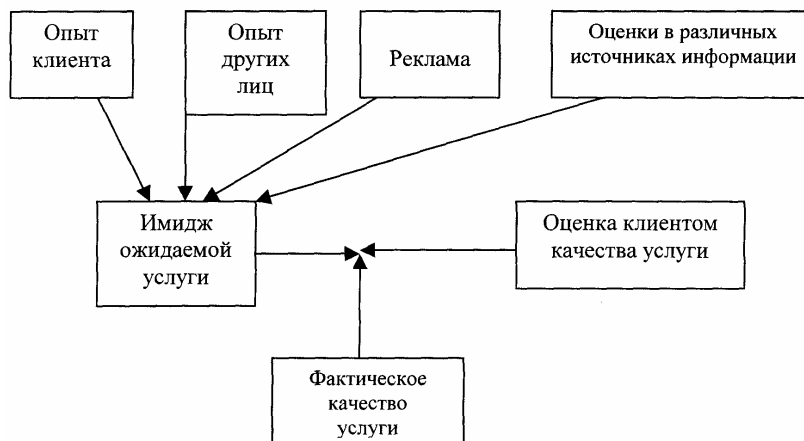 Опыт
клиента
Опыт
других
лиц
Реклама
Оценки в различных
источниках информации
Имидж
ожидаемой
услуги
Оценка клиентом
качества услуги
Фактическое
качество
услуги